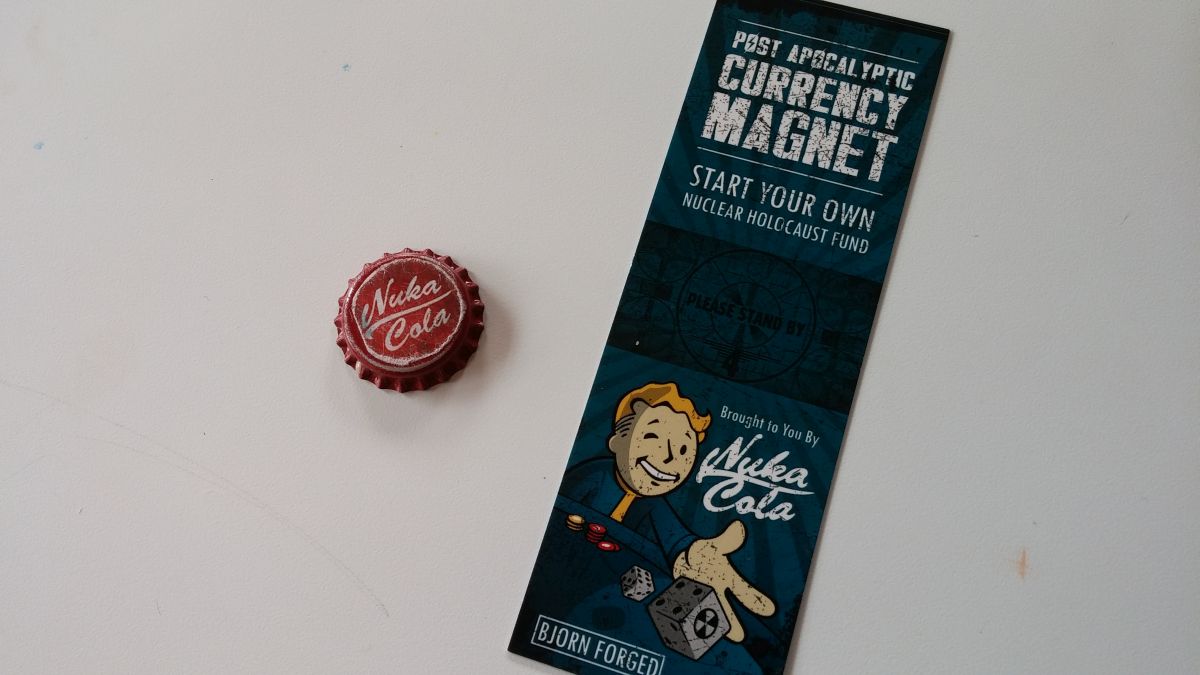 Nuka
Cola
POST APOCALYPTIC
CURRENCY
MAGNET
START YOUR OWN
NUCLEAR HOLOCAUST FUND
PLEASE STAND BY
Brought to You By
Nuka
Cola
BJORN FORGED